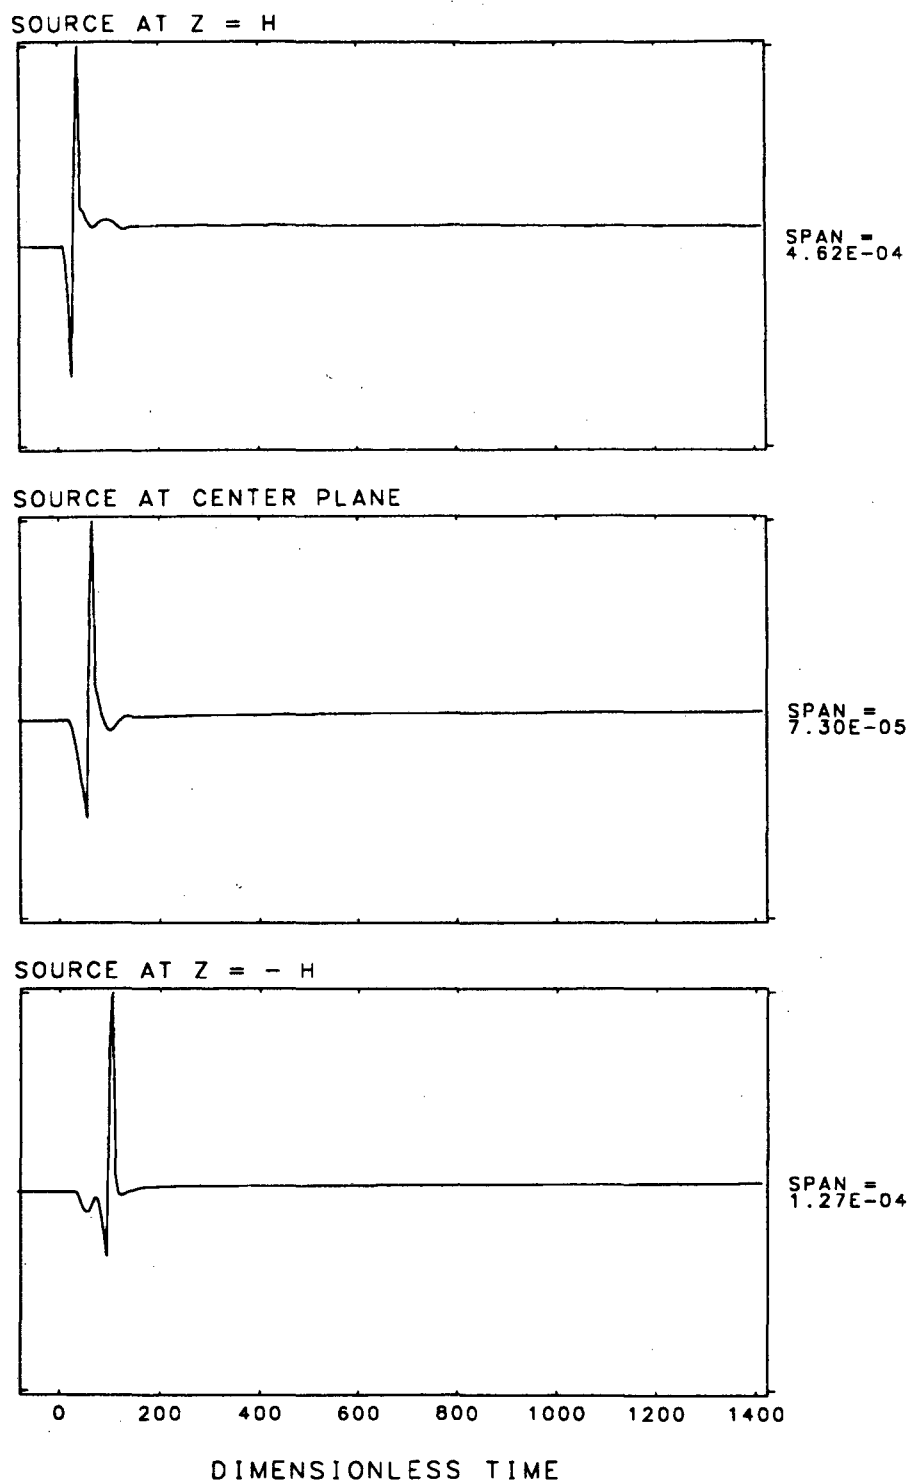 SOURCE AT Z = H
SPAN =
4.62E-04
SOURCE AT CENTER PLANE
SPAN =
7.30E-05
SOURCE AT Z = - H
SPAN =
1.27E-04
0 200 400 600 800 1000 1200 1400
DIMENSIONLESS TIME